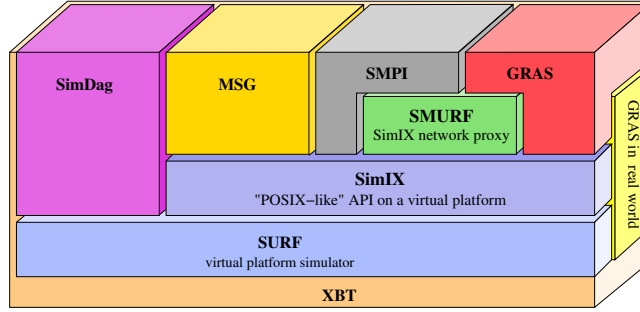 SimDag
MSG
SMPI
GRAS
SMURF
SimIX network proxy
GRAS in real world
SimIX
"POSIX−like" API on a virtual platform
SURF
virtual platform simulator
XBT